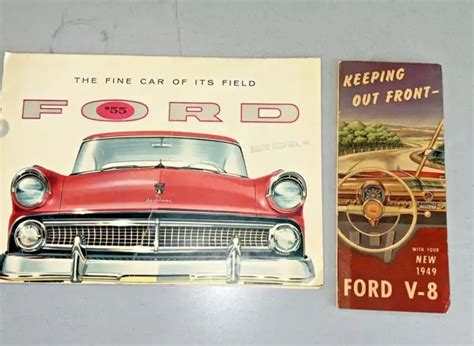 THE FINE CAR OF ITS FIELD
FORD
'55
KEEPING
OUT FRONT-
WITH YOUR
NEW
1949
FORD V-8